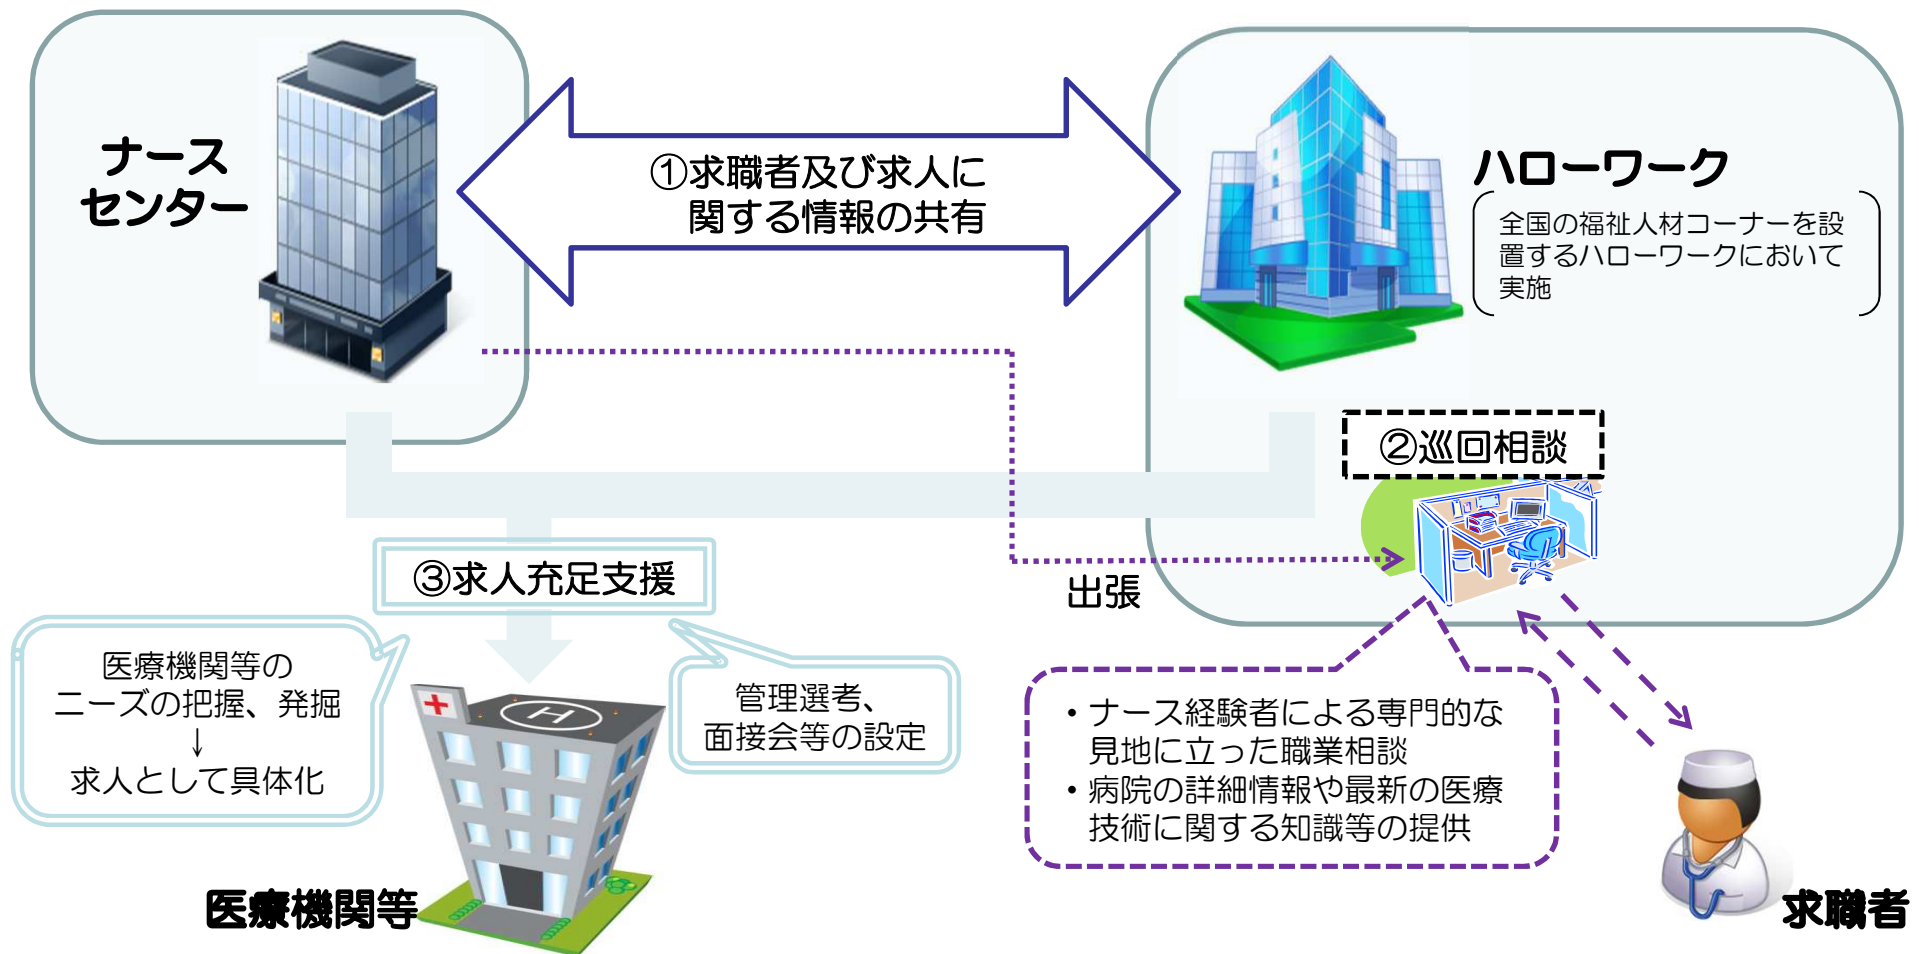 ナース
センター
①求職者及び求人に
関する情報の共有
ハローワーク
全国の福祉人材コーナーを設
置するハローワークにおいて
実施
②巡回相談
出張
③求人充足支援
医療機関等の
ニーズの把握、発掘
↓
求人として具体化
管理選考、
面接会等の設定
・ナース経験者による専門的な
見地に立った職業相談
・病院の詳細情報や最新の医療
技術に関する知識等の提供
H
医療機関等
求職者